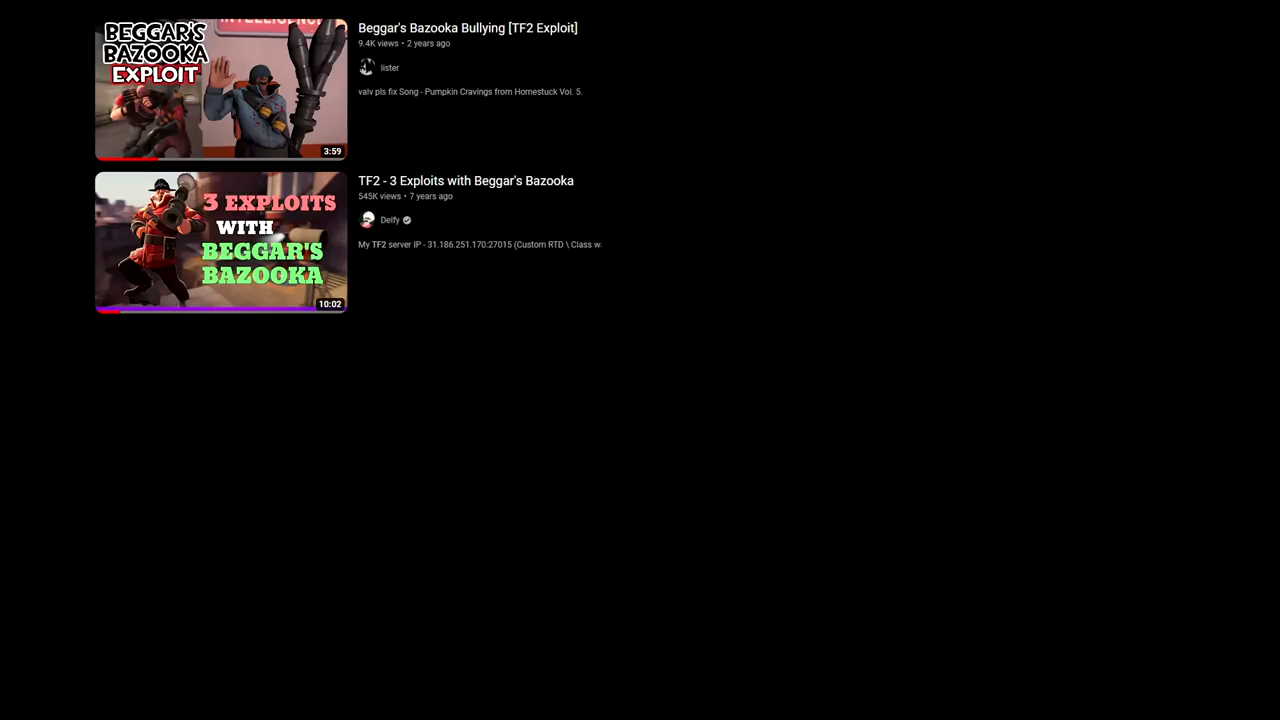 INTELLIGENCE
BEGGAR'S
BAZOOKA
EXPLOIT
3:59
Beggar's Bazooka Bullying [TF2 Exploit]
9.4K views • 2 years ago
lister
valv pls fix Song - Pumpkin Cravings from Homestuck Vol. 5.
3 EXPLOITS
WITH
BEGGAR'S
BAZOOKA
10:02
TF2 - 3 Exploits with Beggar's Bazooka
545K views • 7 years ago
Delfy
My TF2 server IP - 31.186.251.170:27015 (Custom RTD \ Class w